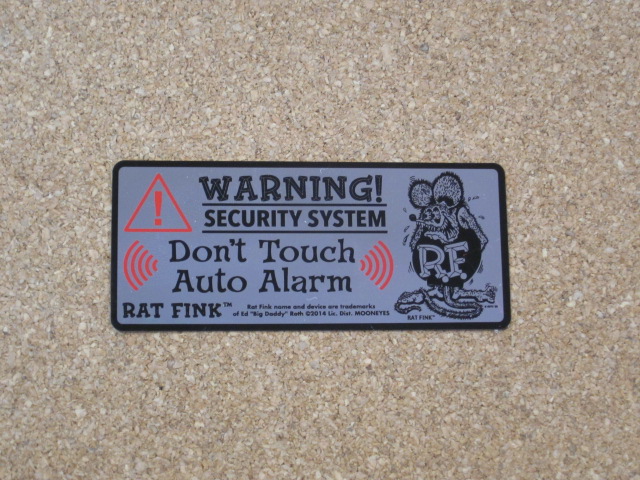 WARNING!
SECURITY SYSTEM
Don't Touch
Auto Alarm
RAT FINK™
Rat Fink name and device are trademarks
of Ed "Big Daddy" Roth ©2014 Lic. Dist. MOONEYES
RF
RAT FINK™